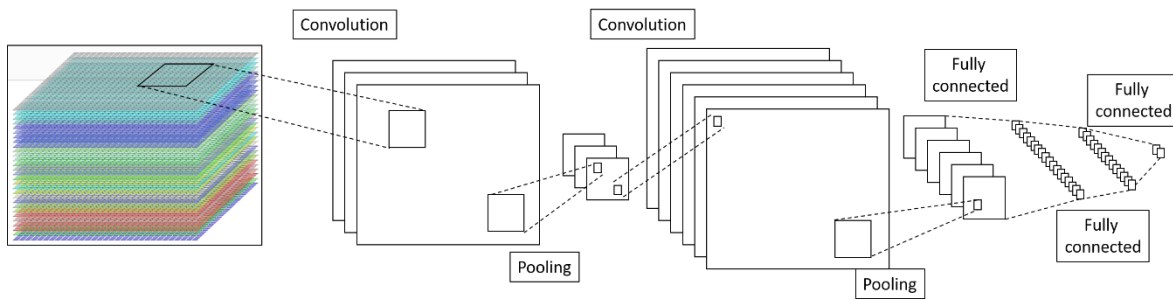 Convolution
Convolution
Fully
connected
Fully
connected
Pooling
Fully
connected
Pooling